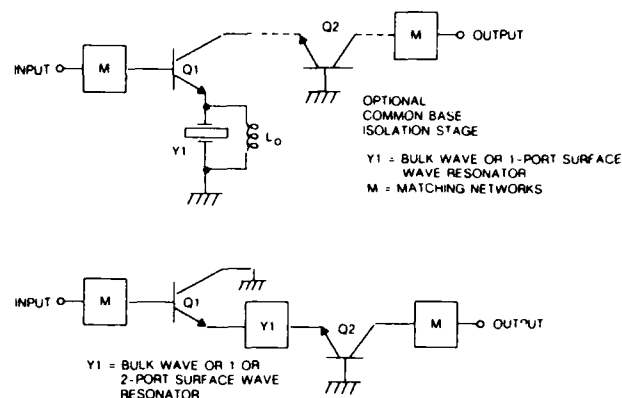 INPUT
M
Q1
Q2
M
OUTPUT
Y1
Lo
OPTIONAL
COMMON BASE
ISOLATION STAGE
Y1 = BULK WAVE OR 1-PORT SURFACE
WAVE RESONATOR
M = MATCHING NETWORKS
INPUT
M
Q1
Y1
Q2
M
OUTPUT
Y1 = BULK WAVE OR 1 OR
2-PORT SURFACE WAVE
RESONATOR